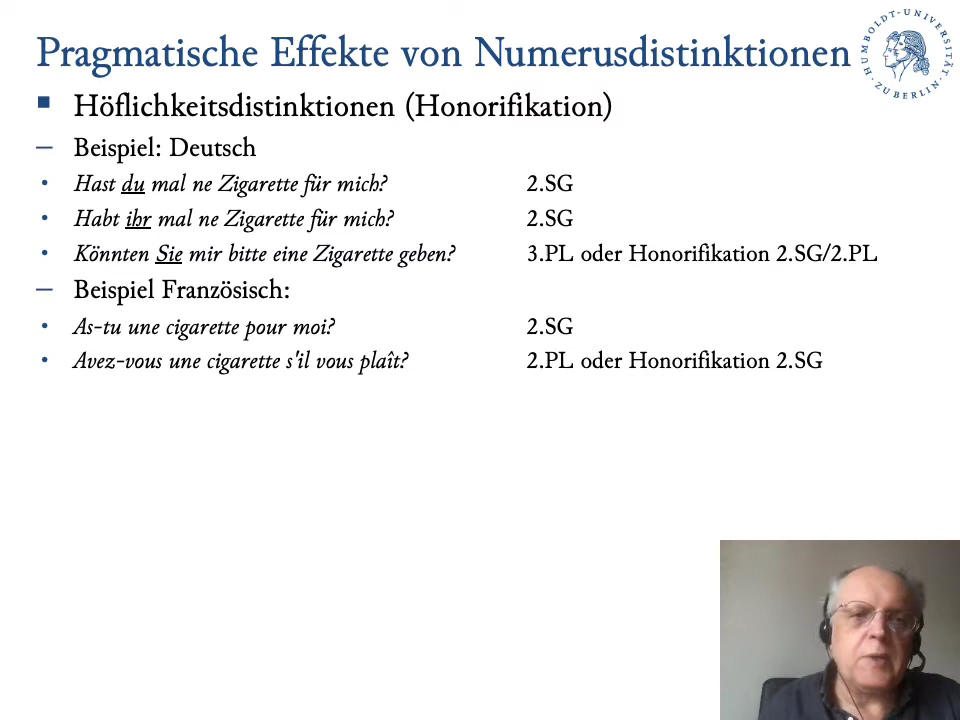 Pragmatische Effekte von Numerusdistinktionen
HUMBOLDT-UNIVERSITÄT ZU BERLIN
■ Höflichkeitsdistinktionen (Honorifikation)
– Beispiel: Deutsch
• Hast du mal ne Zigarette für mich? 2.SG
• Habt ihr mal ne Zigarette für mich? 2.SG
• Könnten Sie mir bitte eine Zigarette geben? 3.PL oder Honorifikation 2.SG/2.PL
– Beispiel Französisch:
• As-tu une cigarette pour moi? 2.SG
• Avez-vous une cigarette s'il vous plaît? 2.PL oder Honorifikation 2.SG